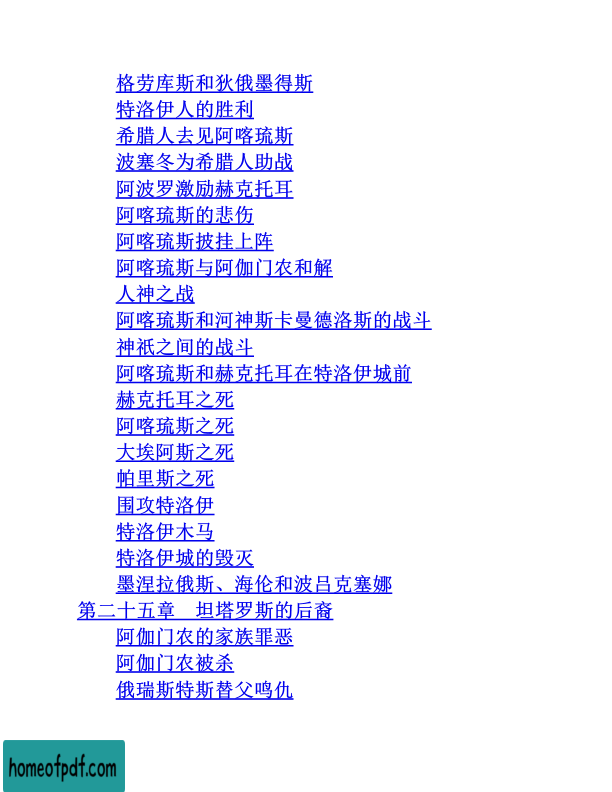 格劳库斯和狄俄墨得斯
特洛伊人的胜利
希腊人去见阿喀琉斯
波塞冬为希腊人助战
阿波罗激励赫克托耳
阿喀琉斯的悲伤
阿喀琉斯披挂上阵
阿喀琉斯与阿伽门农和解
人神之战
阿喀琉斯和河神斯卡曼德洛斯的战斗
神祇之间的战斗
阿喀琉斯和赫克托耳在特洛伊城前
赫克托耳之死
阿喀琉斯之死
大埃阿斯之死
帕里斯之死
围攻特洛伊
特洛伊木马
特洛伊城的毁灭
墨涅拉俄斯、海伦和波吕克塞娜
第二十五章　坦塔罗斯的后裔
阿伽门农的家族罪恶
阿伽门农被杀
俄瑞斯特斯替父鸣仇
homeofpdf.com